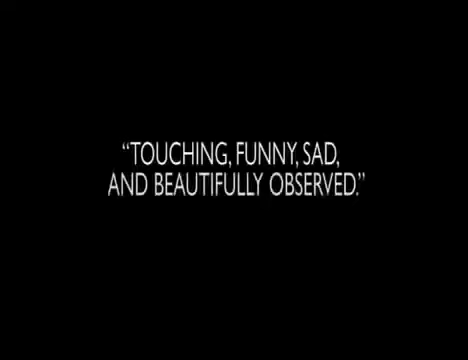 “TOUCHING, FUNNY, SAD,
AND BEAUTIFULLY OBSERVED.”